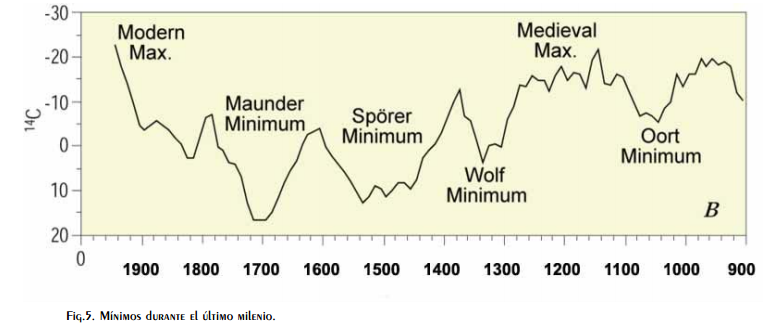 -30
Modern
Max.
Medieval
Max.
-20
-10
Maunder
Minimum
Spörer
Minimum
¹⁴C
0
Wolf
Minimum
Oort
Minimum
10
B
20
0
1900 1800 1700 1600 1500 1400 1300 1200 1100 1000 900
Fig.5. Mínimos durante el último milenio.